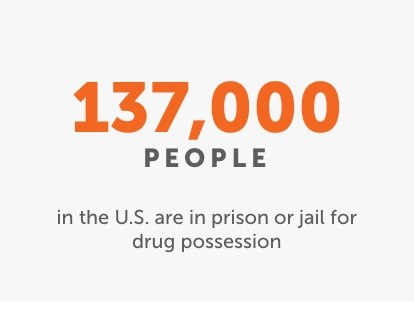 137,000
PEOPLE
in the U.S. are in prison or jail for
drug possession